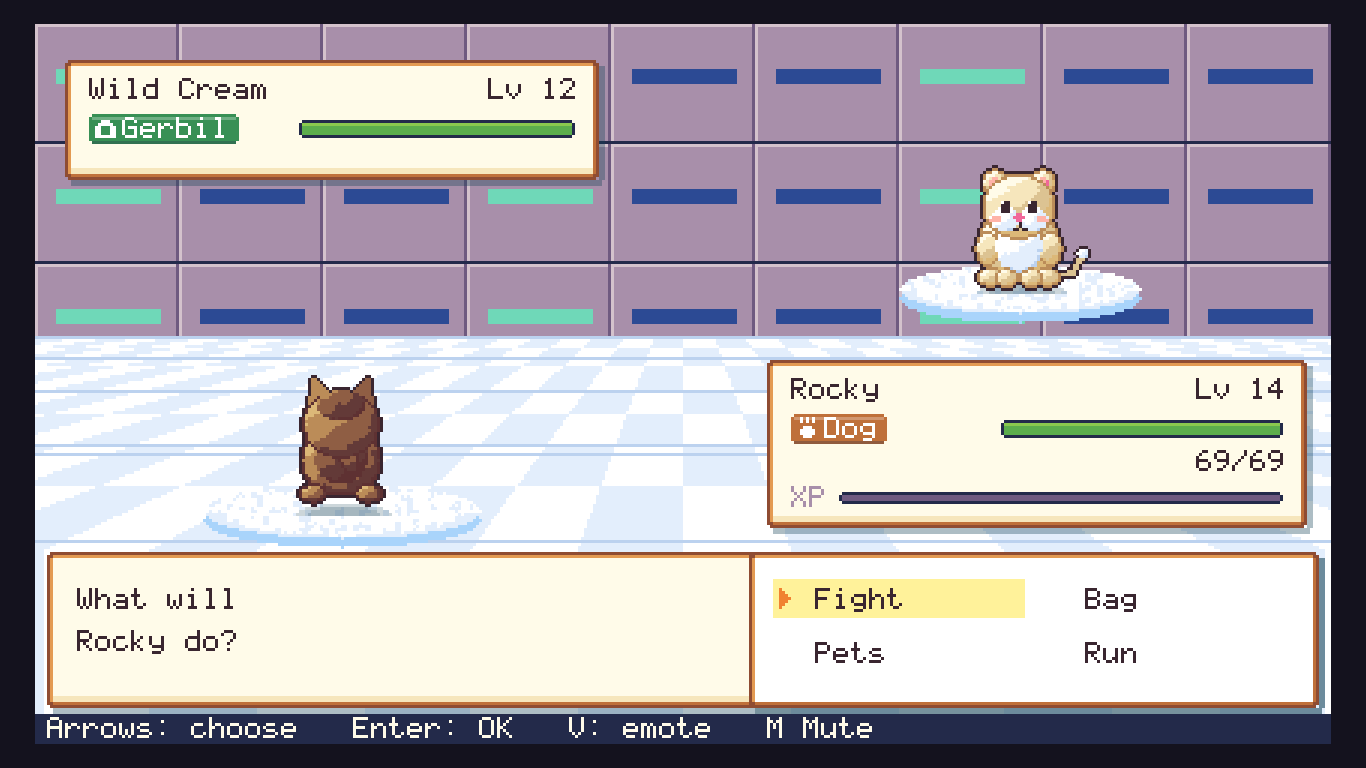 Wild Cream Lv 12
Gerbil
Rocky Lv 14
Dog
69/69
XP
What will
Rocky do?
Fight Bag
Pets Run
Arrows: choose Enter: OK V: emote M Mute